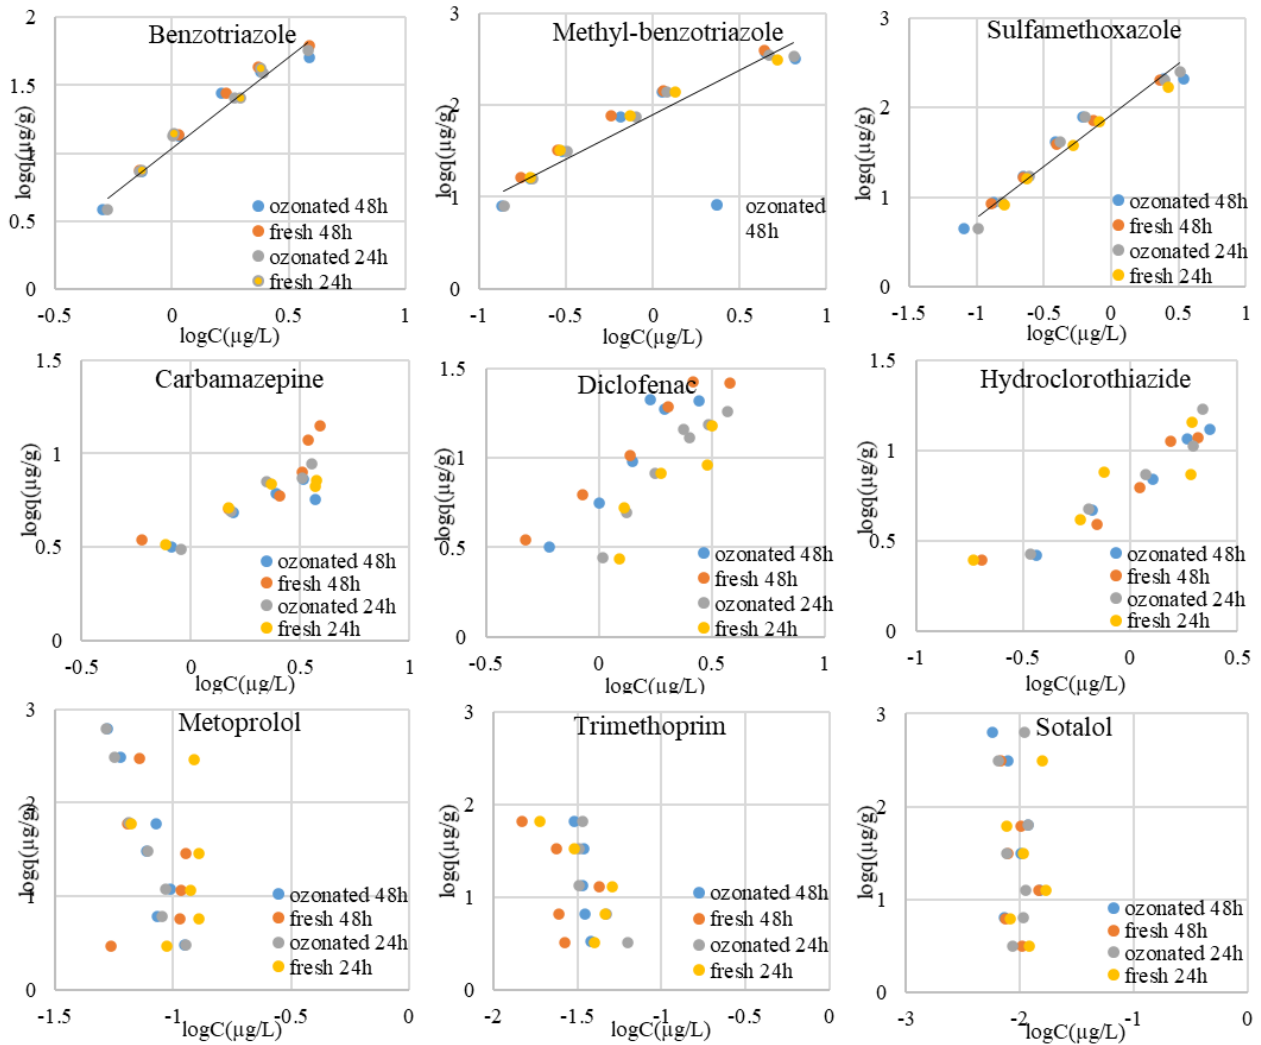 Benzotriazole
2
1.5
1
0.5
0
-0.5
0
0.5
1
logq(µg/g)
logC(µg/L)
ozonated 48h
fresh 48h
ozonated 24h
fresh 24h
Methyl-benzotriazole
3
2
1
0
-1
-0.5
0
0.5
1
logq(µg/g)
logC(µg/L)
ozonated
48h
Sulfamethoxazole
3
2
1
0
-1.5
-1
-0.5
0
0.5
1
logq(µg/g)
logC(µg/L)
ozonated 48h
fresh 48h
ozonated 24h
fresh 24h
Carbamazepine
1.5
1
0.5
0
-0.5
0
0.5
1
logq(µg/g)
logC(µg/L)
ozonated 48h
fresh 48h
ozonated 24h
fresh 24h
Diclofenac
1.5
1
0.5
0
-0.5
0
0.5
1
logq(µg/g)
logC(µg/L)
ozonated 48h
fresh 48h
ozonated 24h
fresh 24h
Hydroclorothiazide
1.5
1
0.5
0
-1
-0.5
0
0.5
logq(µg/g)
logC(µg/L)
ozonated 48h
fresh 48h
ozonated 24h
fresh 24h
Metoprolol
3
2
1
0
-1.5
-1
-0.5
0
logq(µg/g)
logC(µg/L)
ozonated 48h
fresh 48h
ozonated 24h
fresh 24h
Trimethoprim
3
2
1
0
-2
-1.5
-1
-0.5
0
logq(µg/g)
logC(µg/L)
ozonated 48h
fresh 48h
ozonated 24h
fresh 24h
Sotalol
3
2
1
0
-3
-2
-1
0
logq(µg/g)
logC(µg/L)
ozonated 48h
fresh 48h
ozonated 24h
fresh 24h